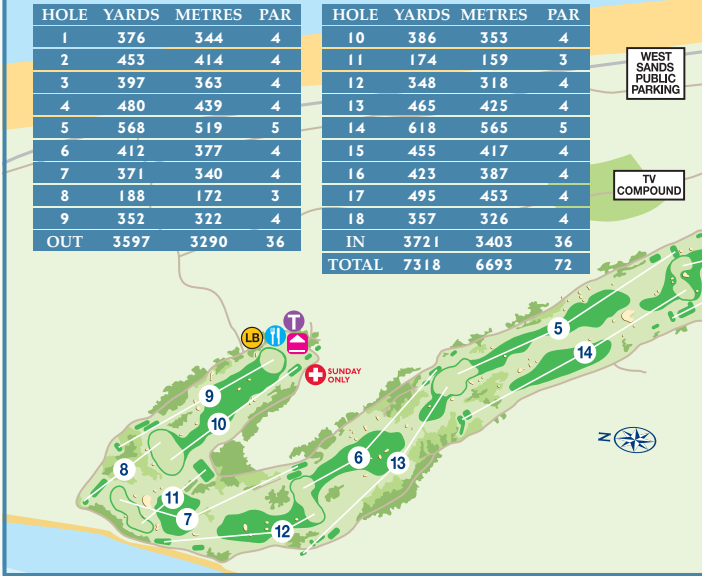 HOLE YARDS METRES PAR
1 376 344 4
2 453 414 4
3 397 363 4
4 480 439 4
5 568 519 5
6 412 377 4
7 371 340 4
8 188 172 3
9 352 322 4
OUT 3597 3290 36
HOLE YARDS METRES PAR
10 386 353 4
11 174 159 3
12 348 318 4
13 465 425 4
14 618 565 5
15 455 417 4
16 423 387 4
17 495 453 4
18 357 326 4
IN 3721 3403 36
TOTAL 7318 6693 72
WEST
SANDS
PUBLIC
PARKING
TV
COMPOUND
T
LB
SUNDAY
ONLY
5
14
9
10
8
11
7
6
13
12
N